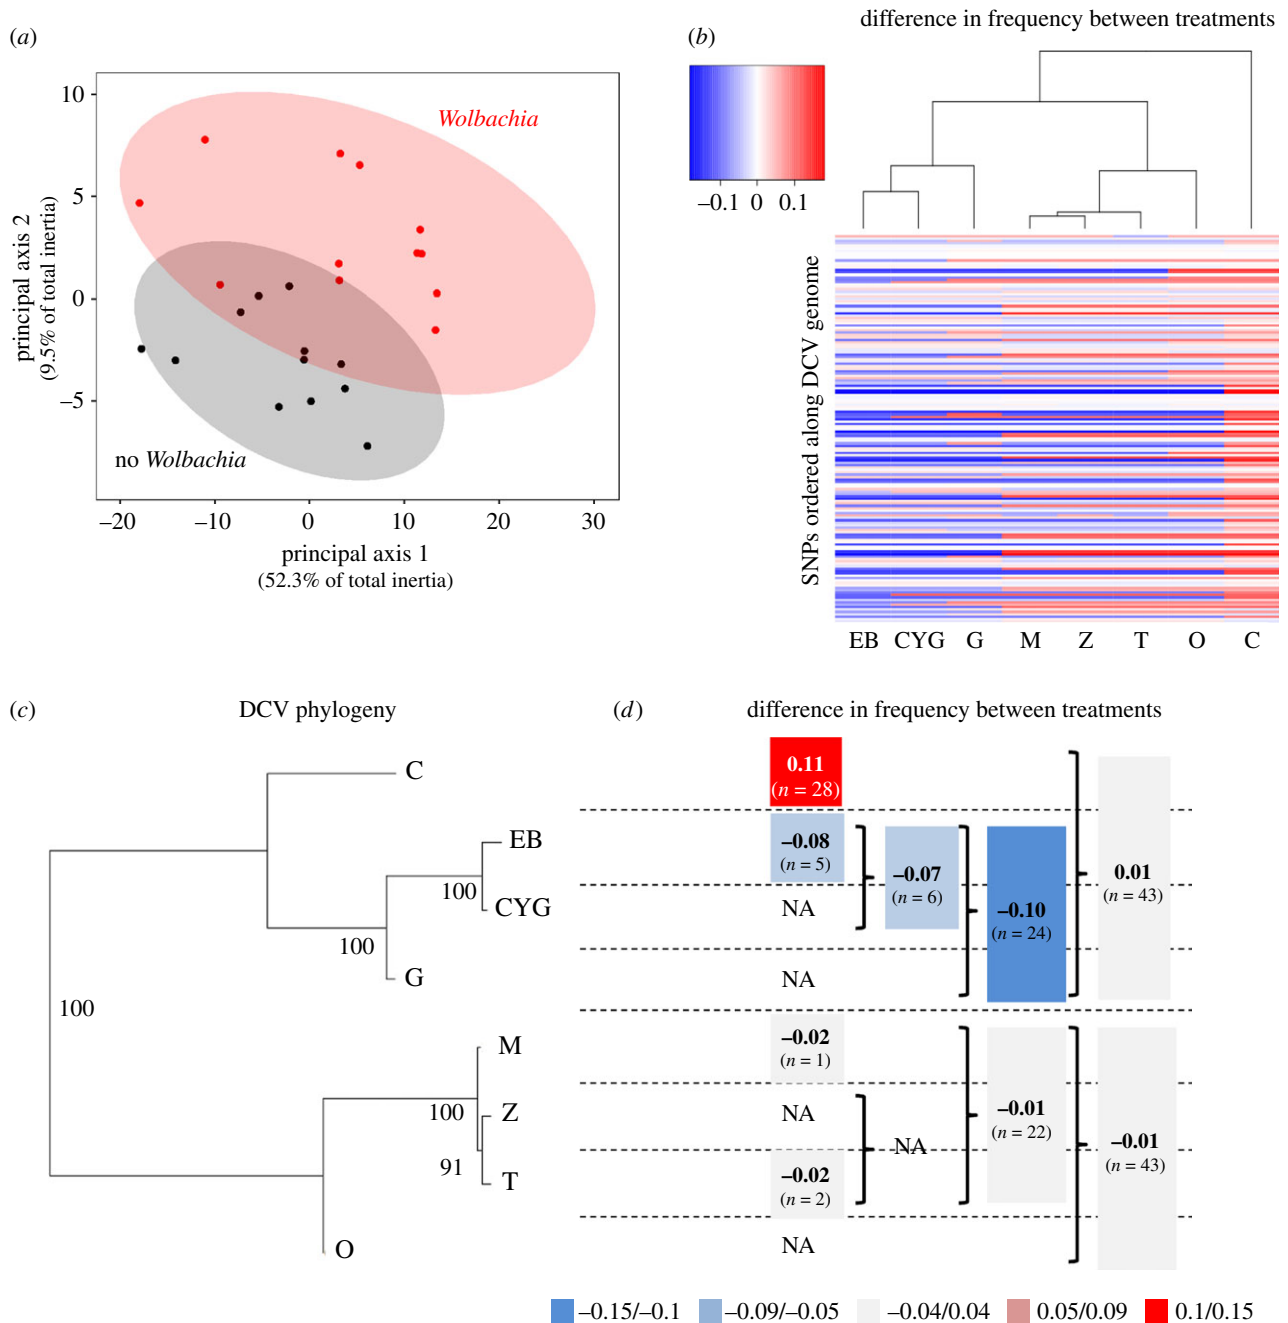 (a)
10
5
0
–5
–20
–10
0
10
20
30
Wolbachia
no Wolbachia
principal axis 2
(9.5% of total inertia)
principal axis 1
(52.3% of total inertia)
(b)
difference in frequency between treatments
–0.1 0 0.1
SNPs ordered along DCV genome
EB CYG G M Z T O C
(c)
DCV phylogeny
C
EB
100
CYG
100
G
100
M
100
Z
91
T
O
(d)
difference in frequency between treatments
0.11
(n = 28)
–0.08
(n = 5)
NA
NA
–0.02
(n = 1)
NA
–0.02
(n = 2)
NA
–0.07
(n = 6)
NA
–0.10
(n = 24)
–0.01
(n = 22)
0.01
(n = 43)
–0.01
(n = 43)
–0.15/–0.1 –0.09/–0.05 –0.04/0.04 0.05/0.09 0.1/0.15